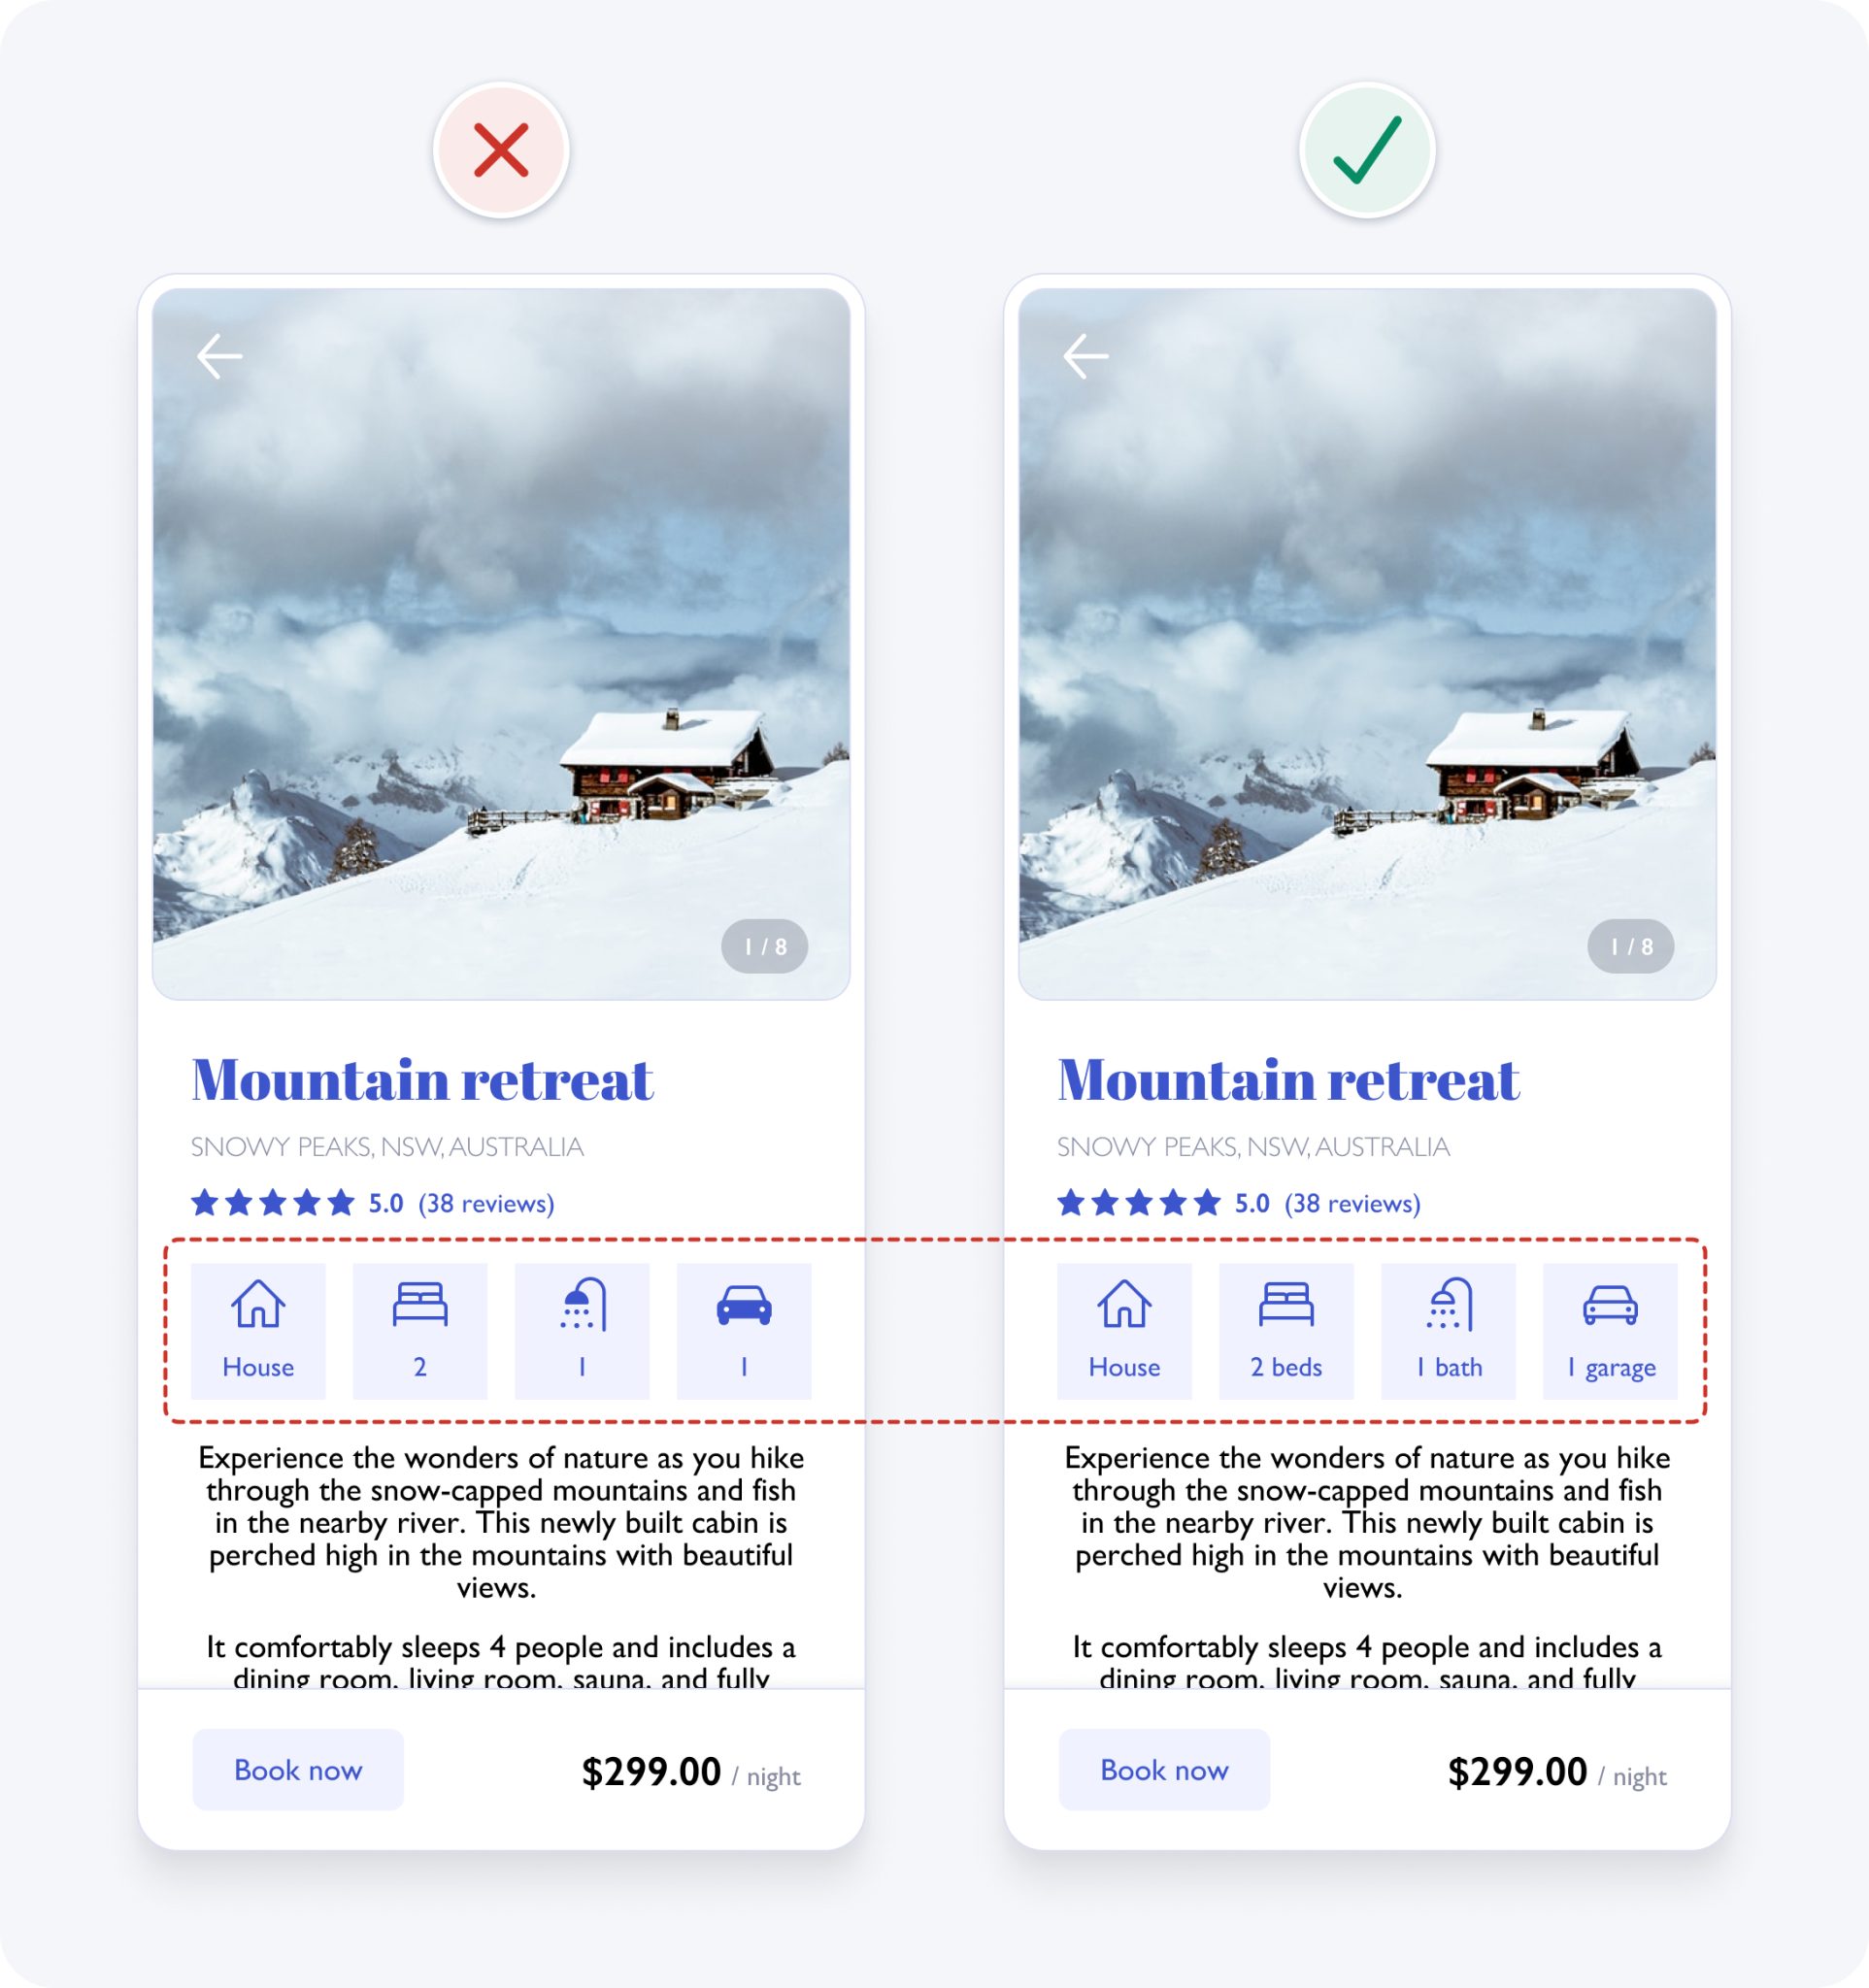 1 / 8
Mountain retreat
SNOWY PEAKS, NSW, AUSTRALIA
5.0 (38 reviews)
House
2
1
1
Experience the wonders of nature as you hike
through the snow-capped mountains and fish
in the nearby river. This newly built cabin is
perched high in the mountains with beautiful
views.
It comfortably sleeps 4 people and includes a
dining room, living room, sauna, and fully
Book now
$299.00 / night
1 / 8
Mountain retreat
SNOWY PEAKS, NSW, AUSTRALIA
5.0 (38 reviews)
House
2 beds
1 bath
1 garage
Experience the wonders of nature as you hike
through the snow-capped mountains and fish
in the nearby river. This newly built cabin is
perched high in the mountains with beautiful
views.
It comfortably sleeps 4 people and includes a
dining room, living room, sauna, and fully
Book now
$299.00 / night